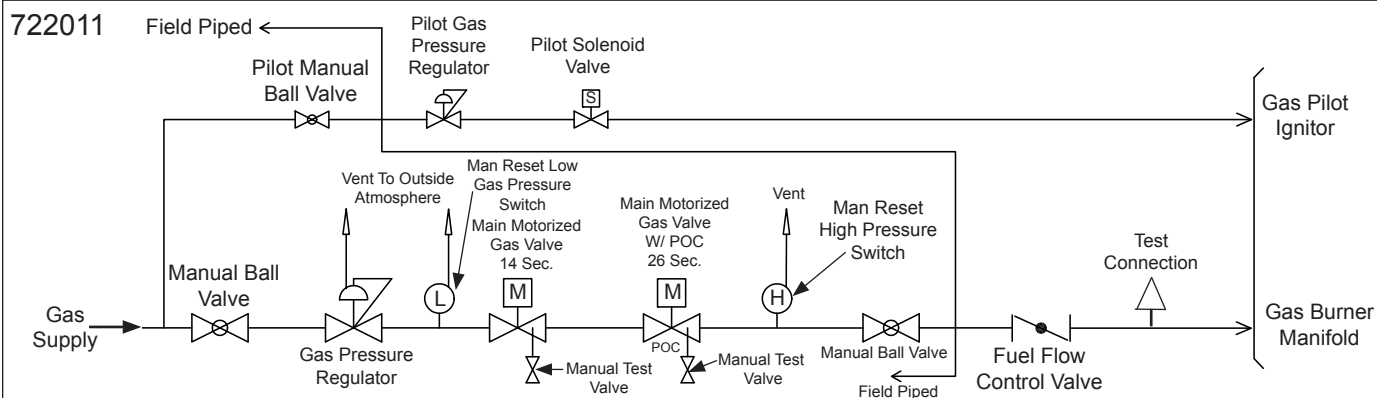 722011
Field Piped
Pilot Gas
Pressure
Regulator
Pilot Solenoid
Valve
Pilot Manual
Ball Valve
S
Gas Pilot
Ignitor
Vent To Outside
Atmosphere
Man Reset Low
Gas Pressure
Switch
Main Motorized
Gas Valve
14 Sec.
Main Motorized
Gas Valve
W/ POC
26 Sec.
Vent
Man Reset
High Pressure
Switch
Test
Connection
Manual Ball
Valve
L
M
M
H
Gas
Supply
Gas Burner
Manifold
Gas Pressure
Regulator
POC
Manual Test
Valve
Manual Test
Valve
Manual Ball Valve
Fuel Flow
Control Valve
Field Piped